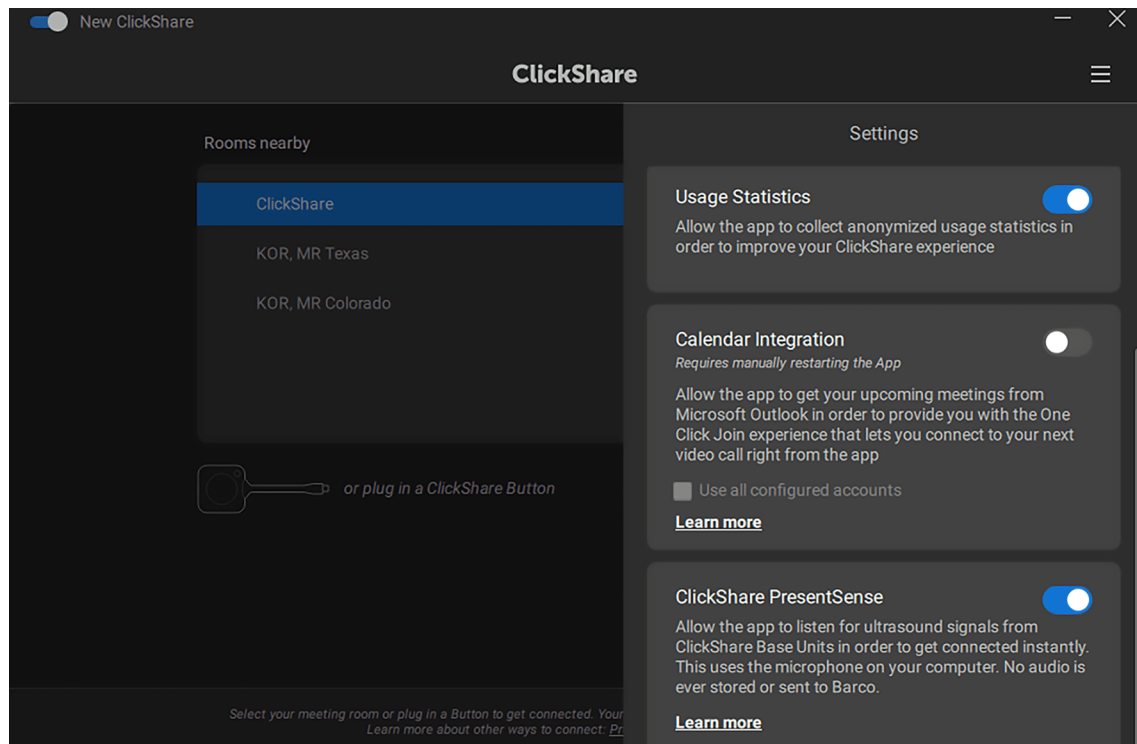 New ClickShare
ClickShare
Rooms nearby
ClickShare
KOR, MR Texas
KOR, MR Colorado
or plug in a ClickShare Button
Select your meeting room or plug in a Button to get connected. Your
Learn more about other ways to connect: Pr
Settings
Usage Statistics
Allow the app to collect anonymized usage statistics in
order to improve your ClickShare experience
Calendar Integration
Requires manually restarting the App
Allow the app to get your upcoming meetings from
Microsoft Outlook in order to provide you with the One
Click Join experience that lets you connect to your next
video call right from the app
Use all configured accounts
Learn more
ClickShare PresentSense
Allow the app to listen for ultrasound signals from
ClickShare Base Units in order to get connected instantly.
This uses the microphone on your computer. No audio is
ever stored or sent to Barco.
Learn more